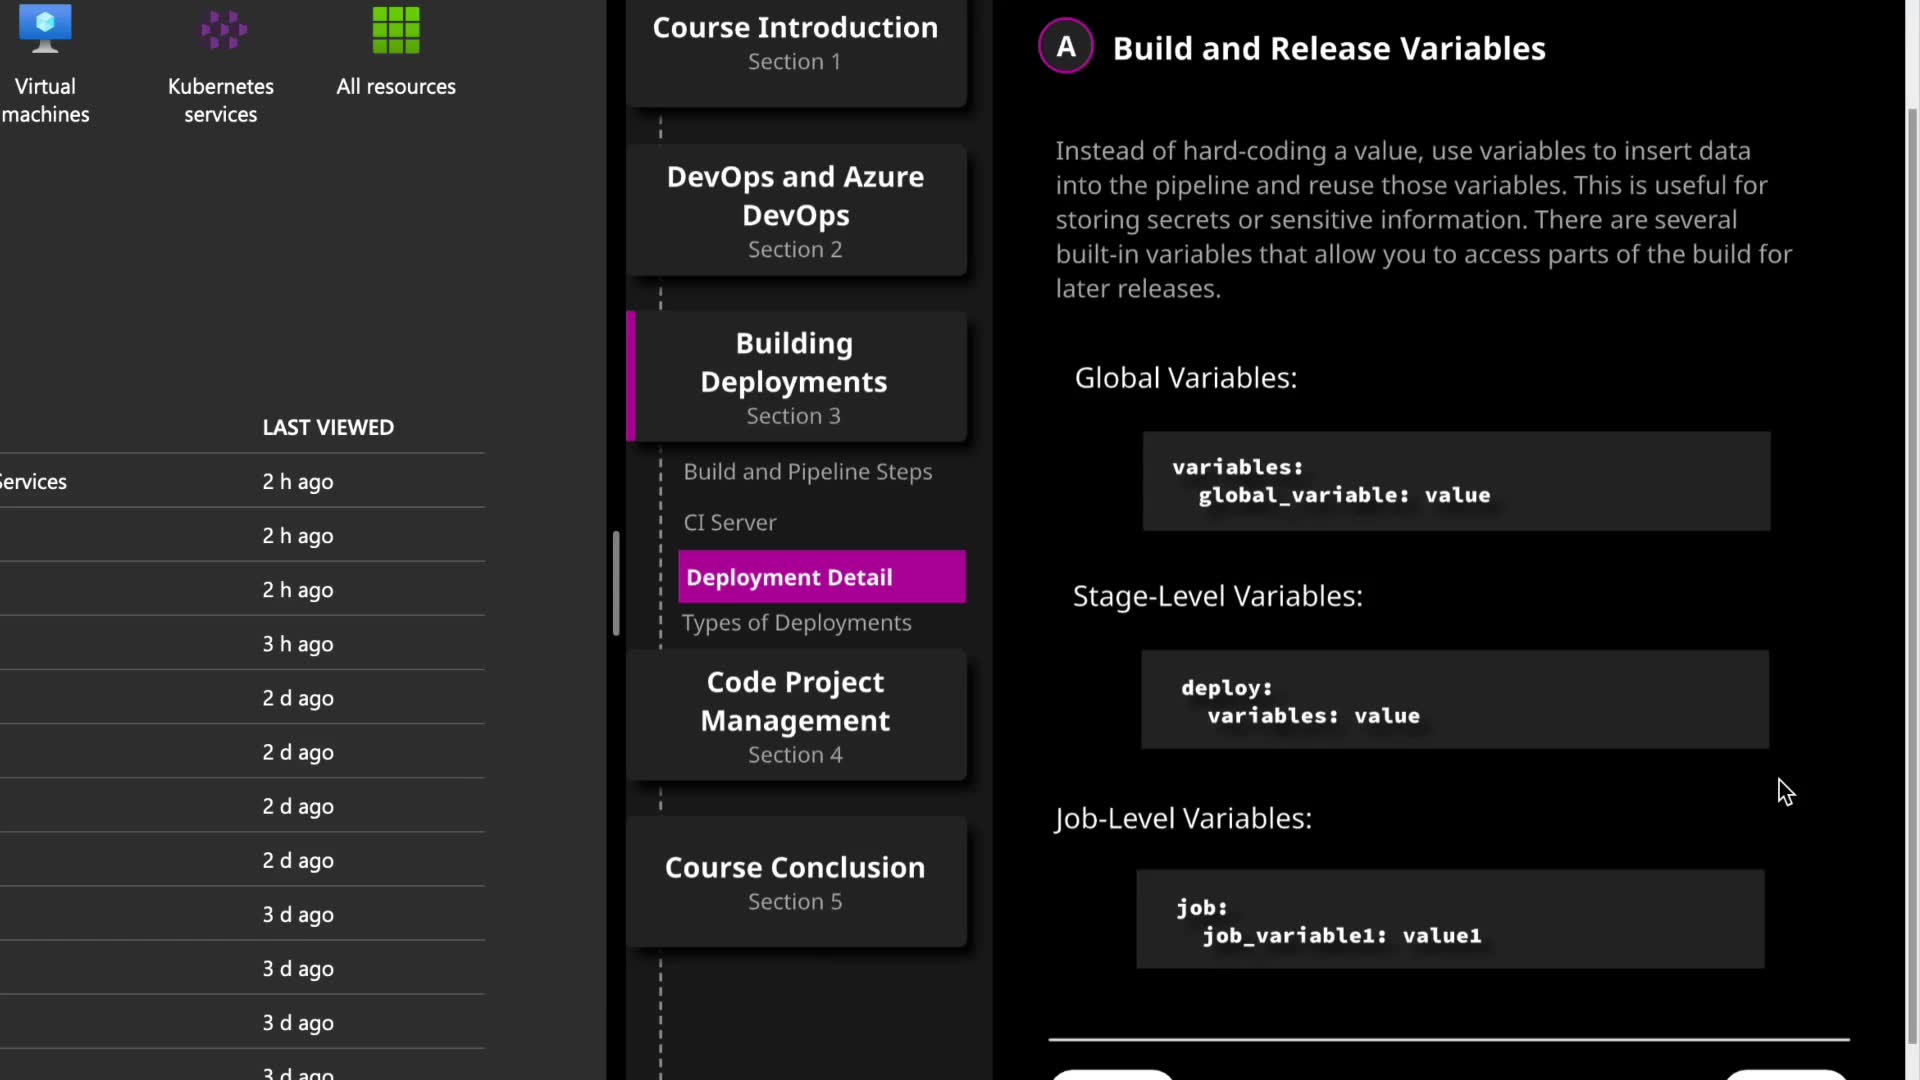 Virtual
machines
Kubernetes
services
All resources
LAST VIEWED
Services
2 h ago
2 h ago
2 h ago
3 h ago
2 d ago
2 d ago
2 d ago
2 d ago
3 d ago
3 d ago
3 d ago
3 d ago
Course Introduction
Section 1
DevOps and Azure
DevOps
Section 2
Building
Deployments
Section 3
Build and Pipeline Steps
CI Server
Deployment Detail
Types of Deployments
Code Project
Management
Section 4
Course Conclusion
Section 5
A Build and Release Variables
Instead of hard-coding a value, use variables to insert data
into the pipeline and reuse those variables. This is useful for
storing secrets or sensitive information. There are several
built-in variables that allow you to access parts of the build for
later releases.
Global Variables:
variables:
global_variable: value
Stage-Level Variables:
deploy:
variables: value
Job-Level Variables:
job:
job_variable1: value1